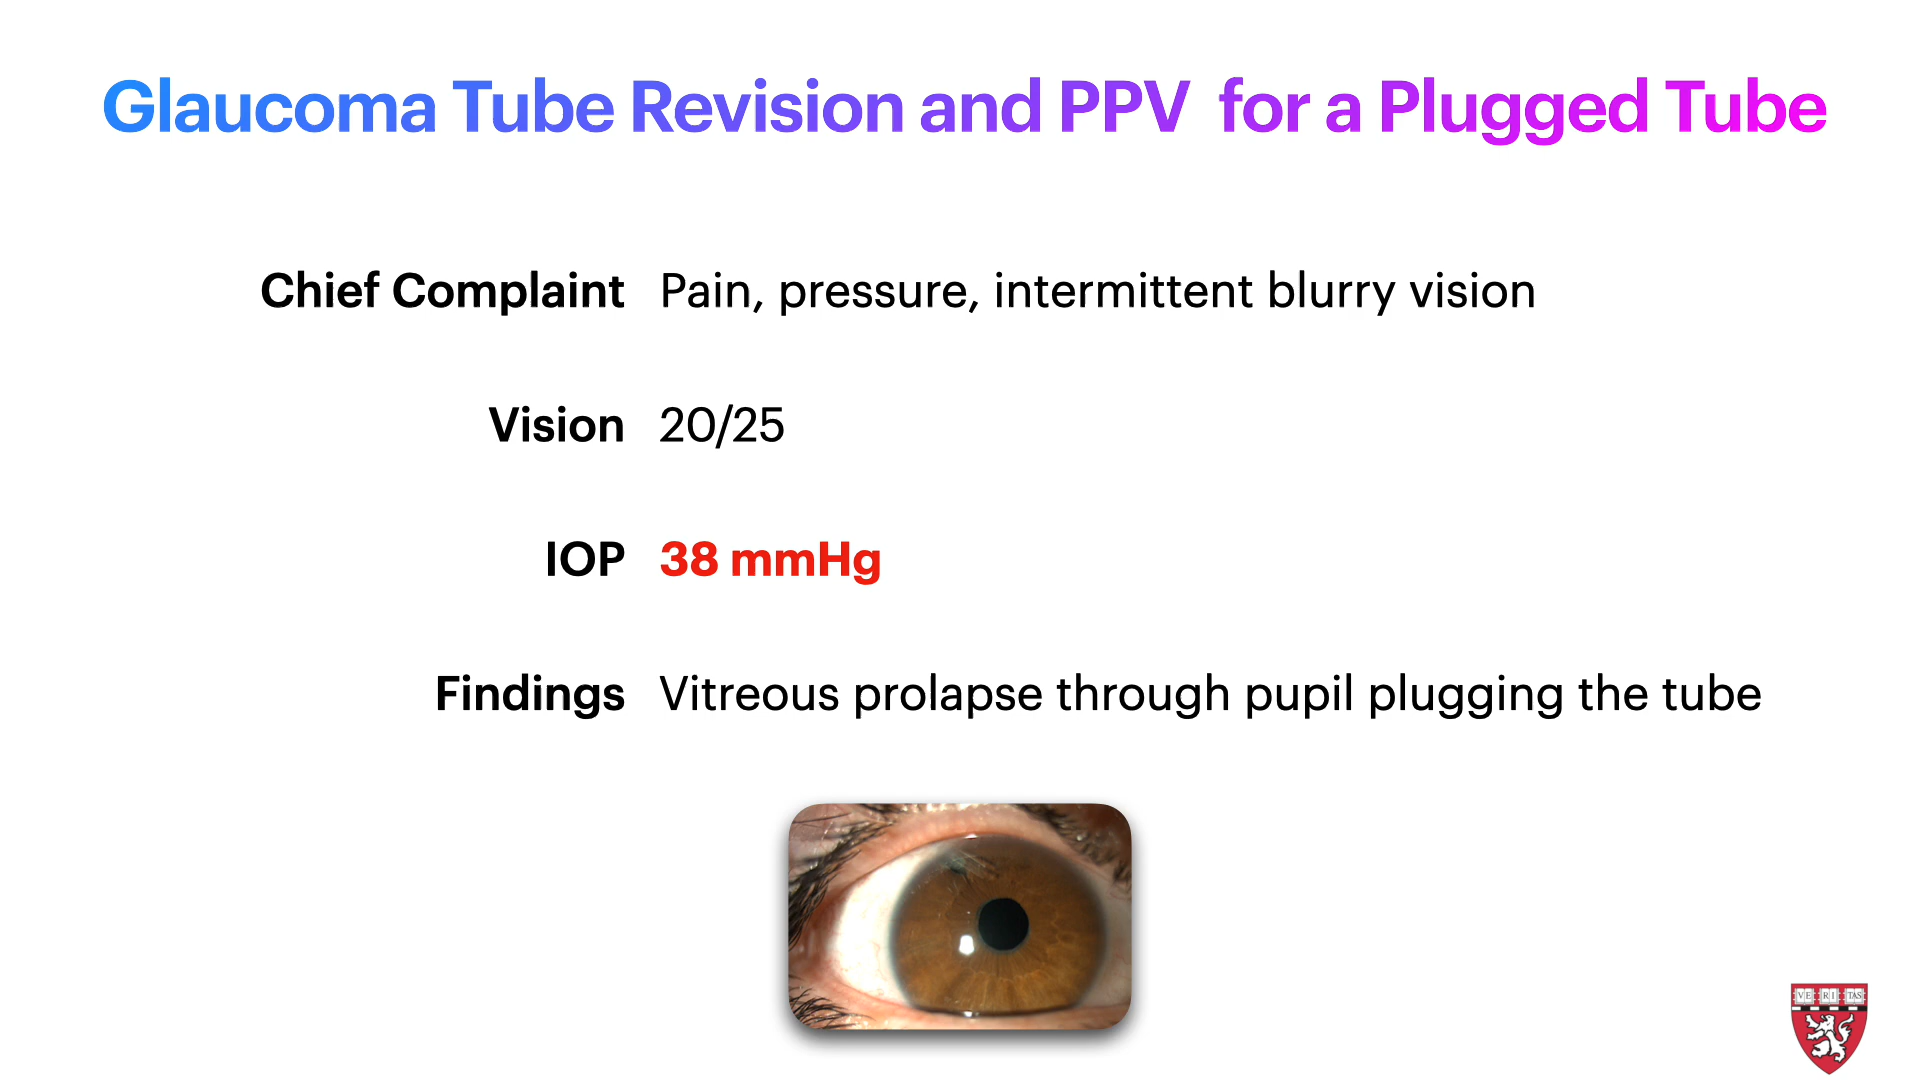 Glaucoma Tube Revision and PPV for a Plugged Tube
Chief Complaint Pain, pressure, intermittent blurry vision
Vision 20/25
IOP 38 mmHg
Findings Vitreous prolapse through pupil plugging the tube
VE RI TAS